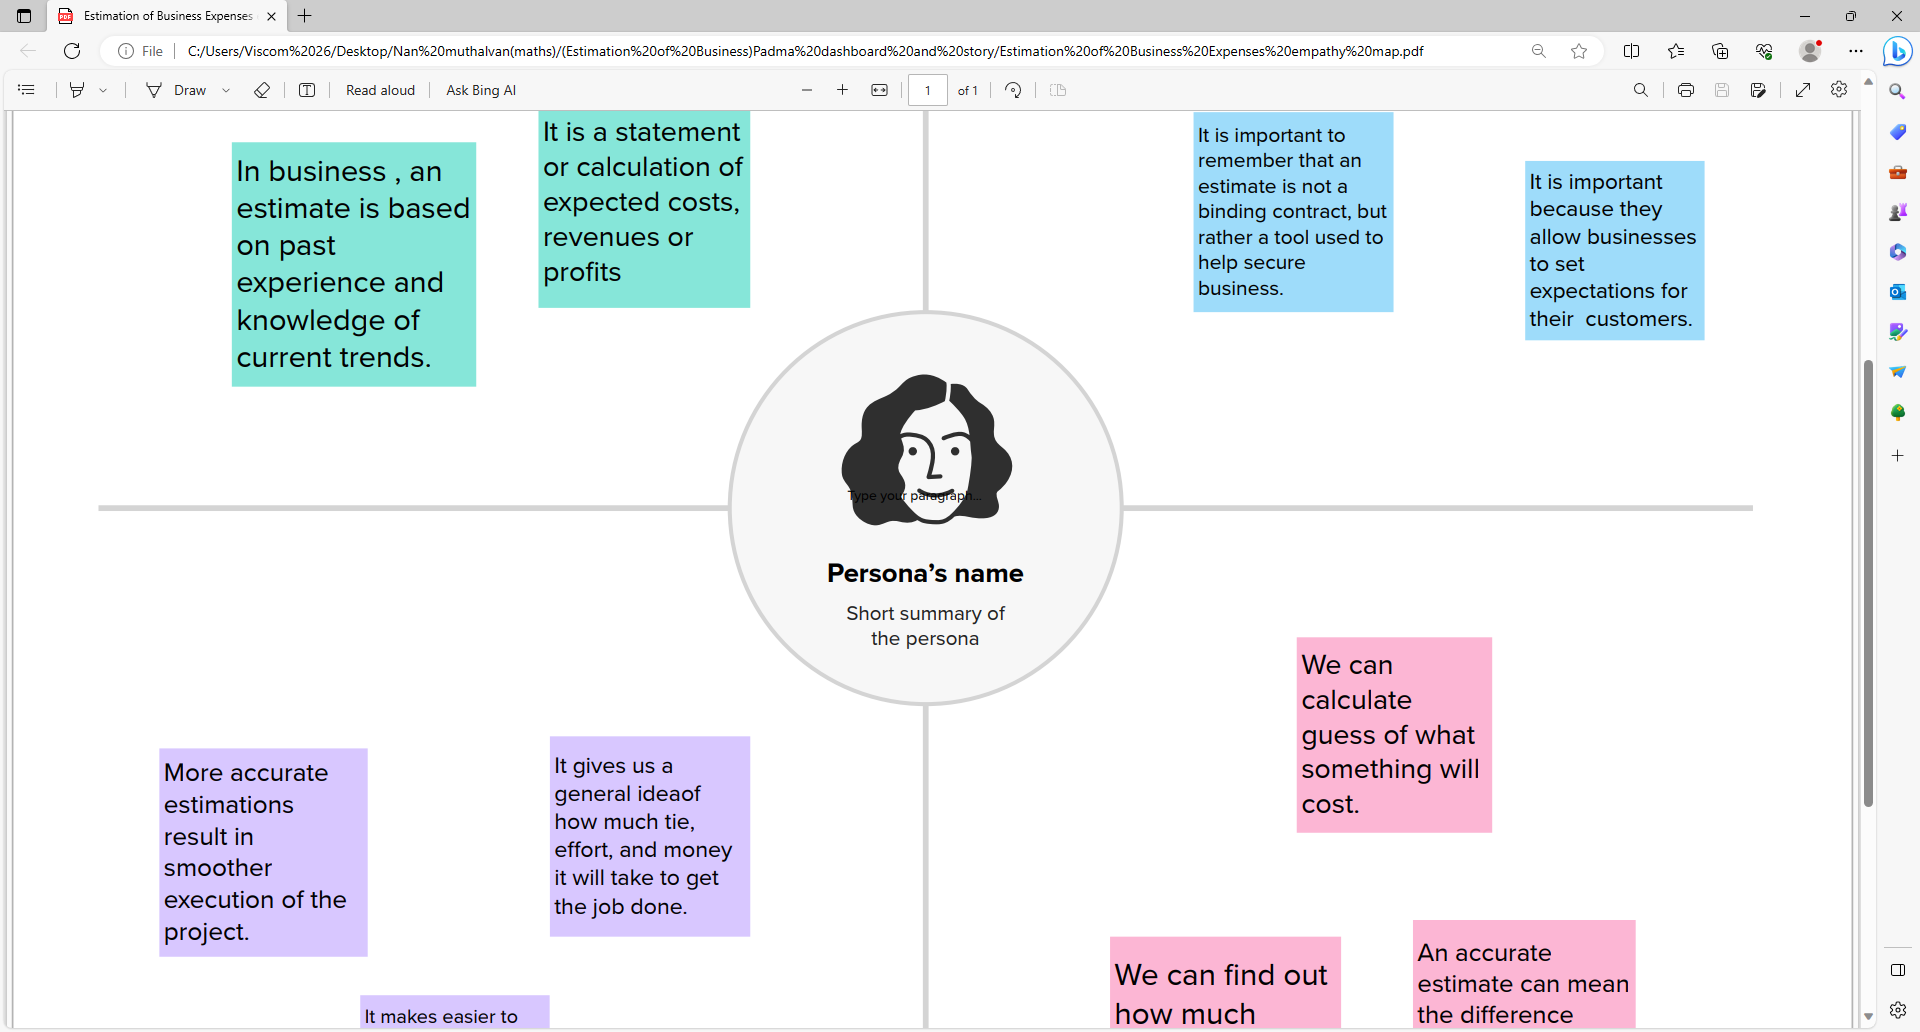 Estimation of Business Expenses
File
C:/Users/Viscom%2026/Desktop/Nan%20muthalvan(maths)/(Estimation%20of%20Business)Padma%20dashboard%20and%20story/Estimation%20of%20Business%20Expenses%20empathy%20map.pdf
Draw
Read aloud
Ask Bing AI
1
of 1
In business , an
estimate is based
on past
experience and
knowledge of
current trends.
It is a statement
or calculation of
expected costs,
revenues or
profits
It is important to
remember that an
estimate is not a
binding contract, but
rather a tool used to
help secure
business.
It is important
because they
allow businesses
to set
expectations for
their  customers.
Type your paragraph...
Persona’s name
Short summary of
the persona
More accurate
estimations
result in
smoother
execution of the
project.
It gives us a
general ideaof
how much tie,
effort, and money
it will take to get
the job done.
It makes easier to
We can
calculate
guess of what
something will
cost.
We can find out
how much
An accurate
estimate can mean
the difference